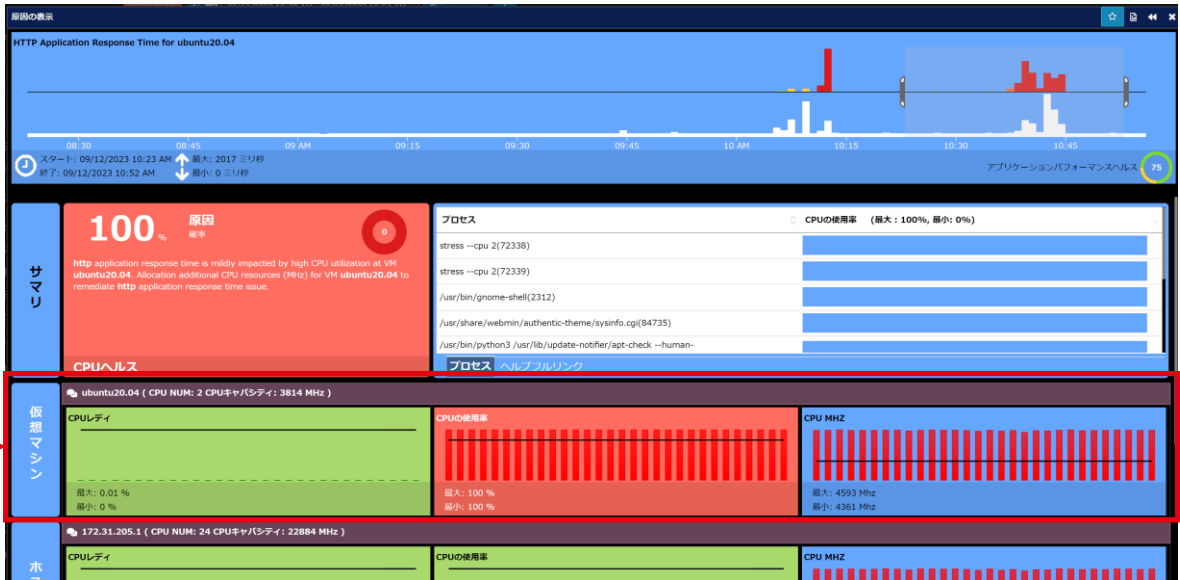 原因の表示
HTTP Application Response Time for ubuntu20.04
08:30 08:45 09 AM 09:15 09:30 09:45 10 AM 10:15 10:30 10:45
スタート: 09/12/2023 10:23 AM 最大: 2017 ミリ秒
終了: 09/12/2023 10:52 AM 最小: 0 ミリ秒
アプリケーションパフォーマンスヘルス 75
サマリ
100 % 原因
確率
0
http application response time is mildly impacted by high CPU utilization at VM
ubuntu20.04. Allocation additional CPU resources (MHz) for VM ubuntu20.04 to
remediate http application response time issue.
CPUヘルス
プロセス CPUの使用率 (最大 : 100%, 最小: 0%)
stress --cpu 2(72338)
stress --cpu 2(72339)
/usr/bin/gnome-shell(2312)
/usr/share/webmin/authentic-theme/sysinfo.cgi(84735)
/usr/bin/python3 /usr/lib/update-notifier/apt-check --human-
プロセス ヘルプフルリンク
仮想マシン
ubuntu20.04 ( CPU NUM: 2 CPUキャパシティ: 3814 MHz )
CPUレディ
最大: 0.01 %
最小: 0 %
CPUの使用率
最大: 100 %
最小: 100 %
CPU MHZ
最大: 4593 Mhz
最小: 4361 Mhz
ホ
172.31.205.1 ( CPU NUM: 24 CPUキャパシティ: 22884 MHz )
CPUレディ
CPUの使用率
CPU MHZ